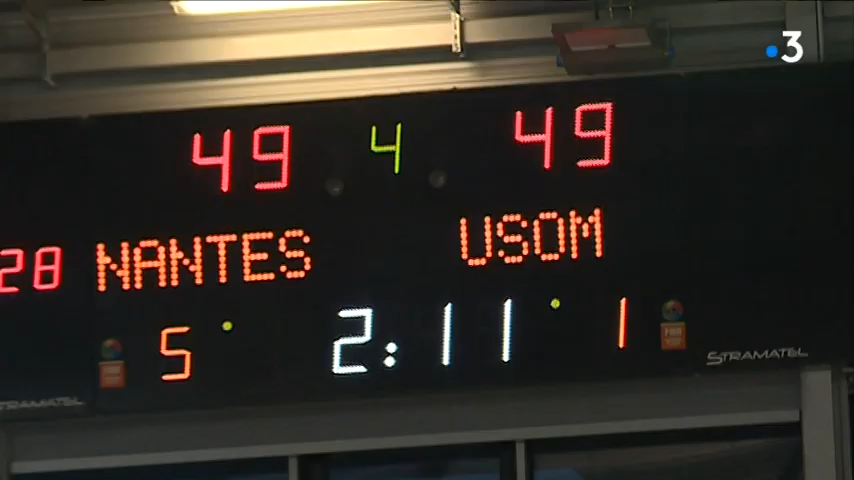 3
49 4 49
28 NANTES USOM
5 2:11 1
STRAMATEL
STRAMATEL